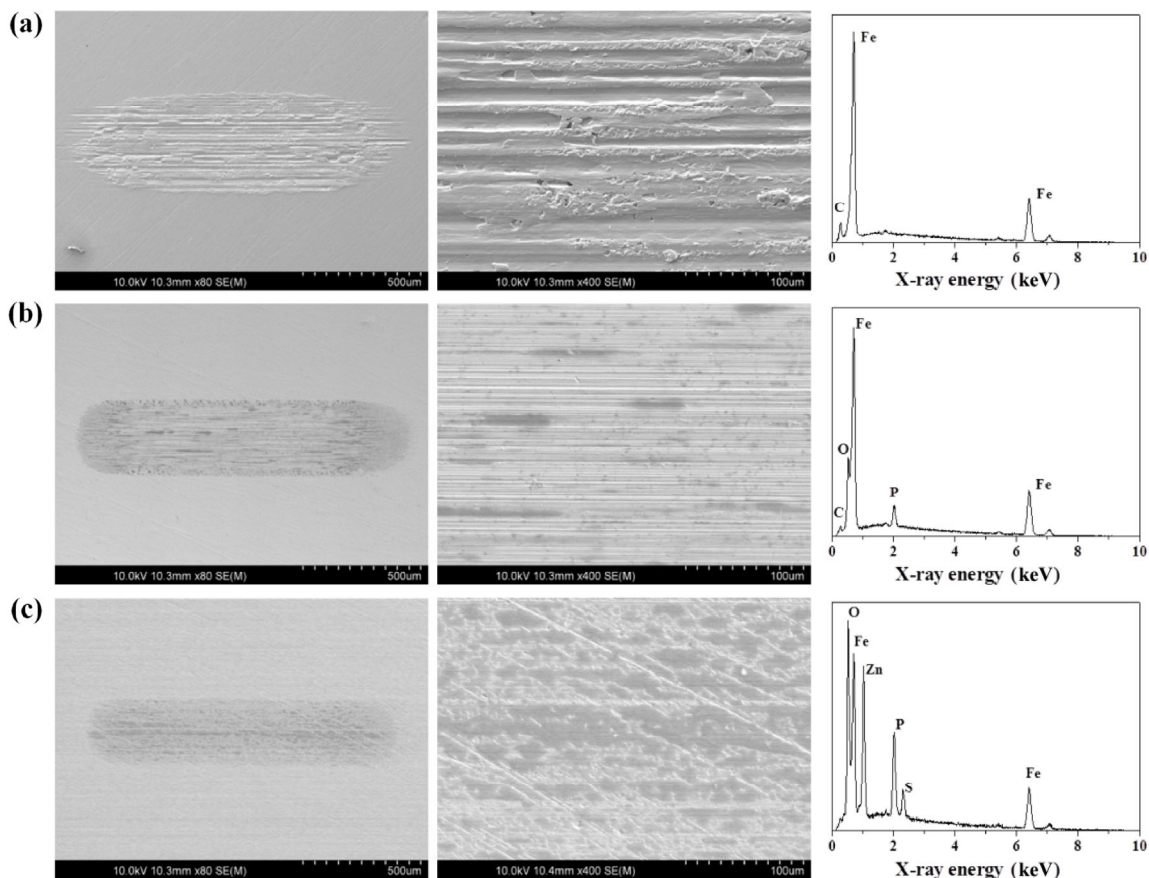 (a)
10.0kV 10.3mm x80 SE(M) 500um
10.0kV 10.3mm x400 SE(M) 100um
Fe
C
Fe
0 2 4 6 8 10
X-ray energy (keV)
(b)
10.0kV 10.3mm x80 SE(M) 500um
10.0kV 10.3mm x400 SE(M) 100um
Fe
O
P
Fe
C
0 2 4 6 8 10
X-ray energy (keV)
(c)
10.0kV 10.3mm x80 SE(M) 500um
10.0kV 10.4mm x400 SE(M) 100um
O
Fe
Zn
P
S
Fe
0 2 4 6 8 10
X-ray energy (keV)